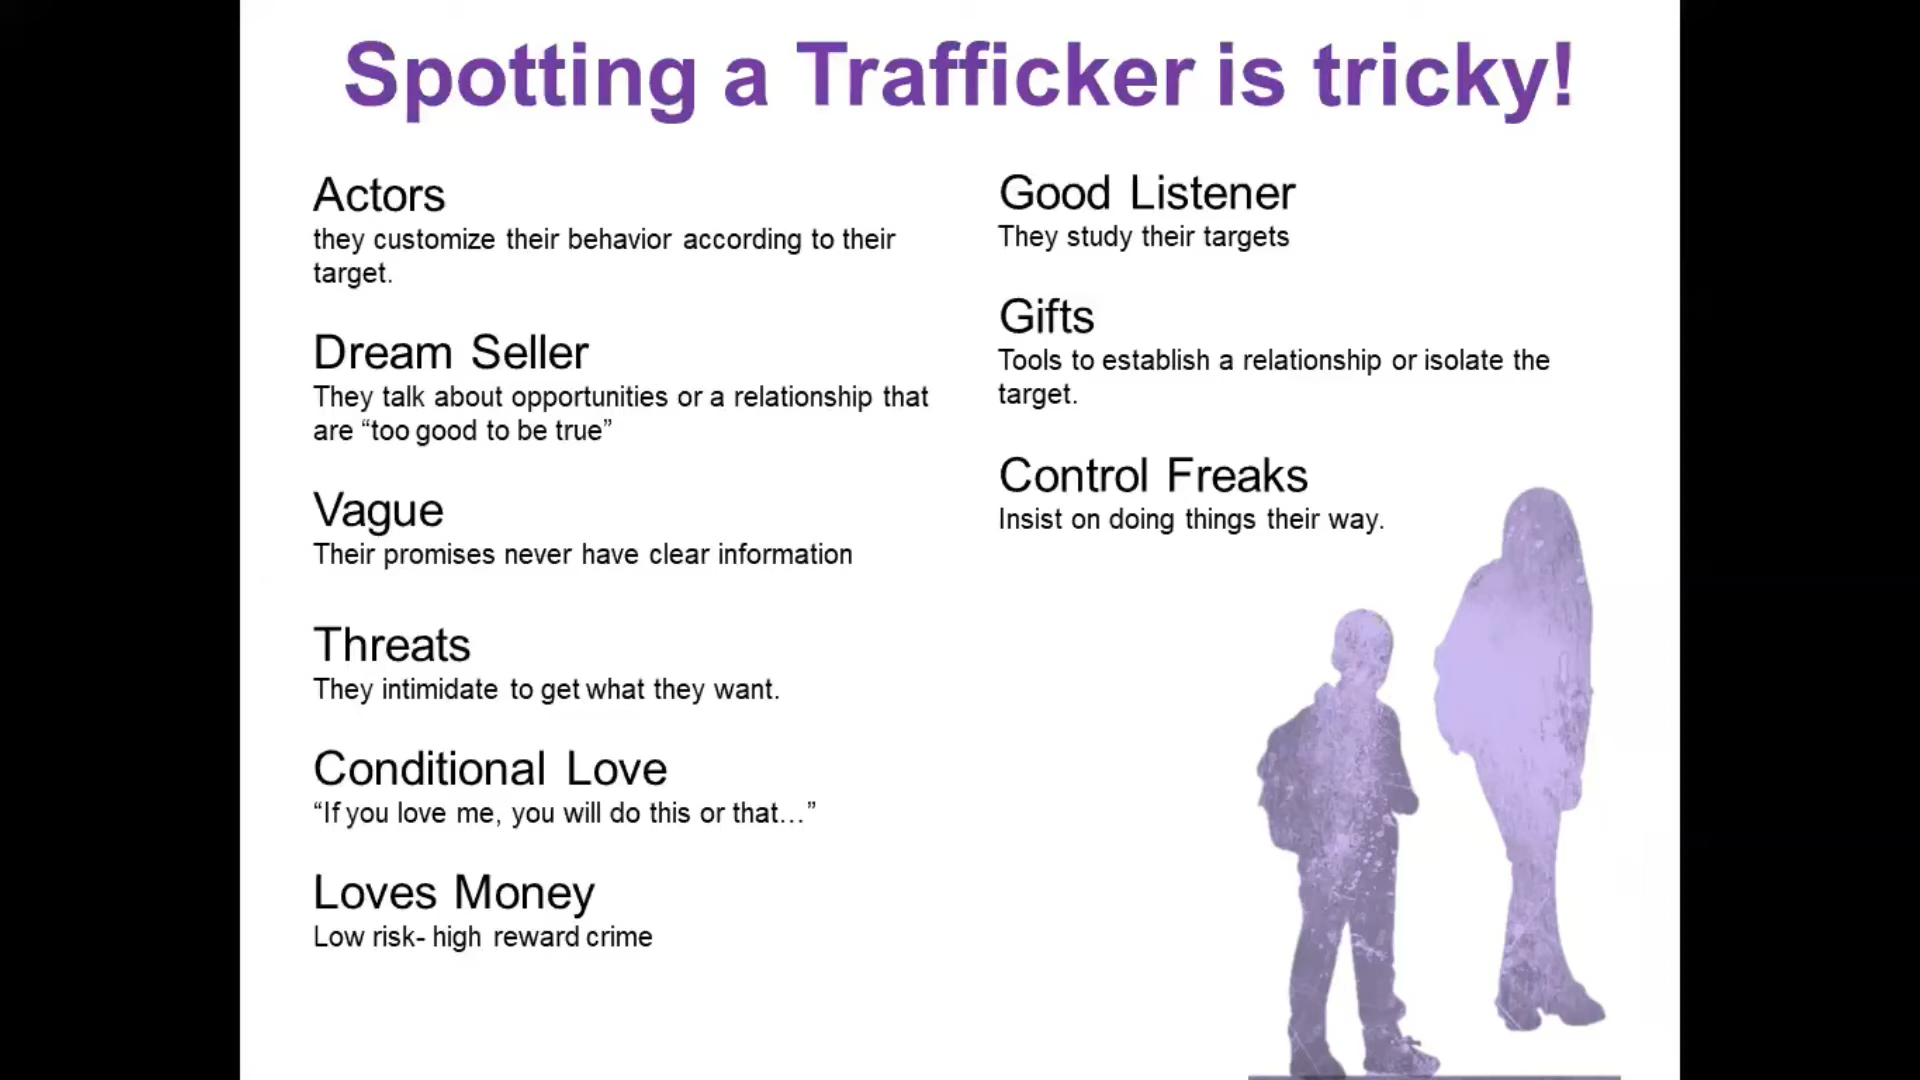 Spotting a Trafficker is tricky!
Actors
they customize their behavior according to their
target.
Dream Seller
They talk about opportunities or a relationship that
are “too good to be true”
Vague
Their promises never have clear information
Threats
They intimidate to get what they want.
Conditional Love
“If you love me, you will do this or that…”
Loves Money
Low risk- high reward crime
Good Listener
They study their targets
Gifts
Tools to establish a relationship or isolate the
target.
Control Freaks
Insist on doing things their way.